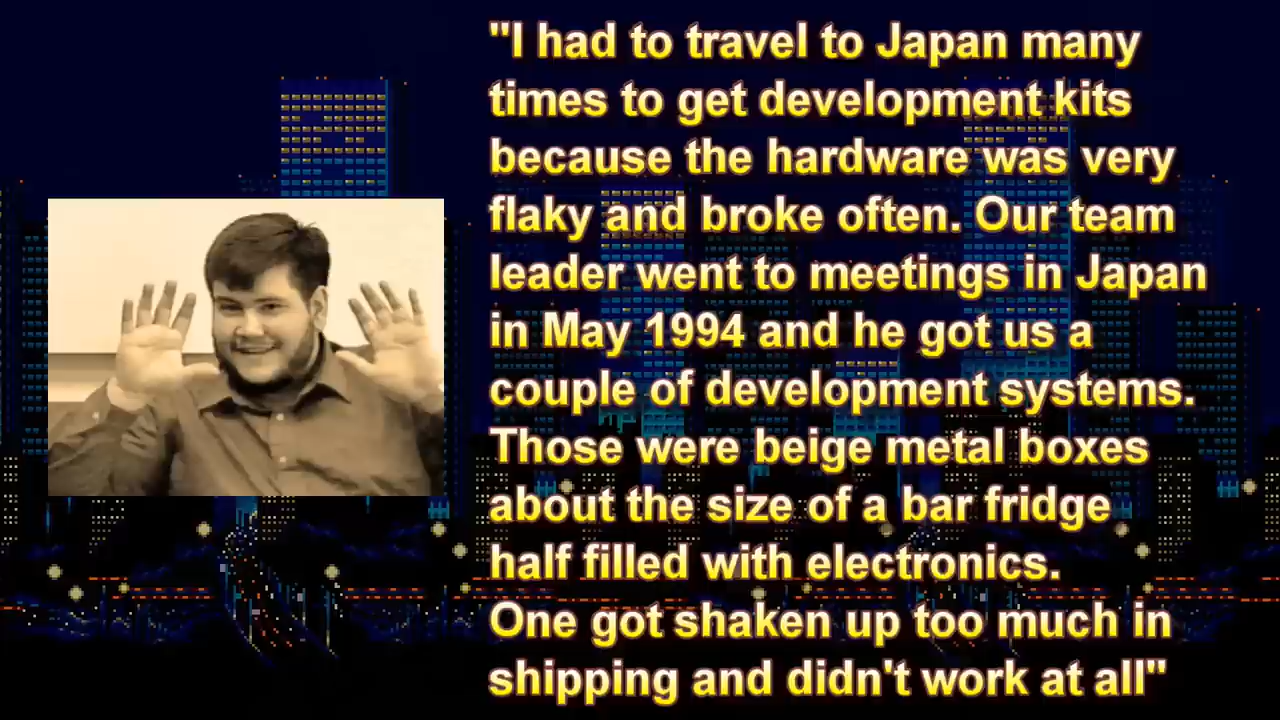 "I had to travel to Japan many
times to get development kits
because the hardware was very
flaky and broke often. Our team
leader went to meetings in Japan
in May 1994 and he got us a
couple of development systems.
Those were beige metal boxes
about the size of a bar fridge
half filled with electronics.
One got shaken up too much in
shipping and didn't work at all"